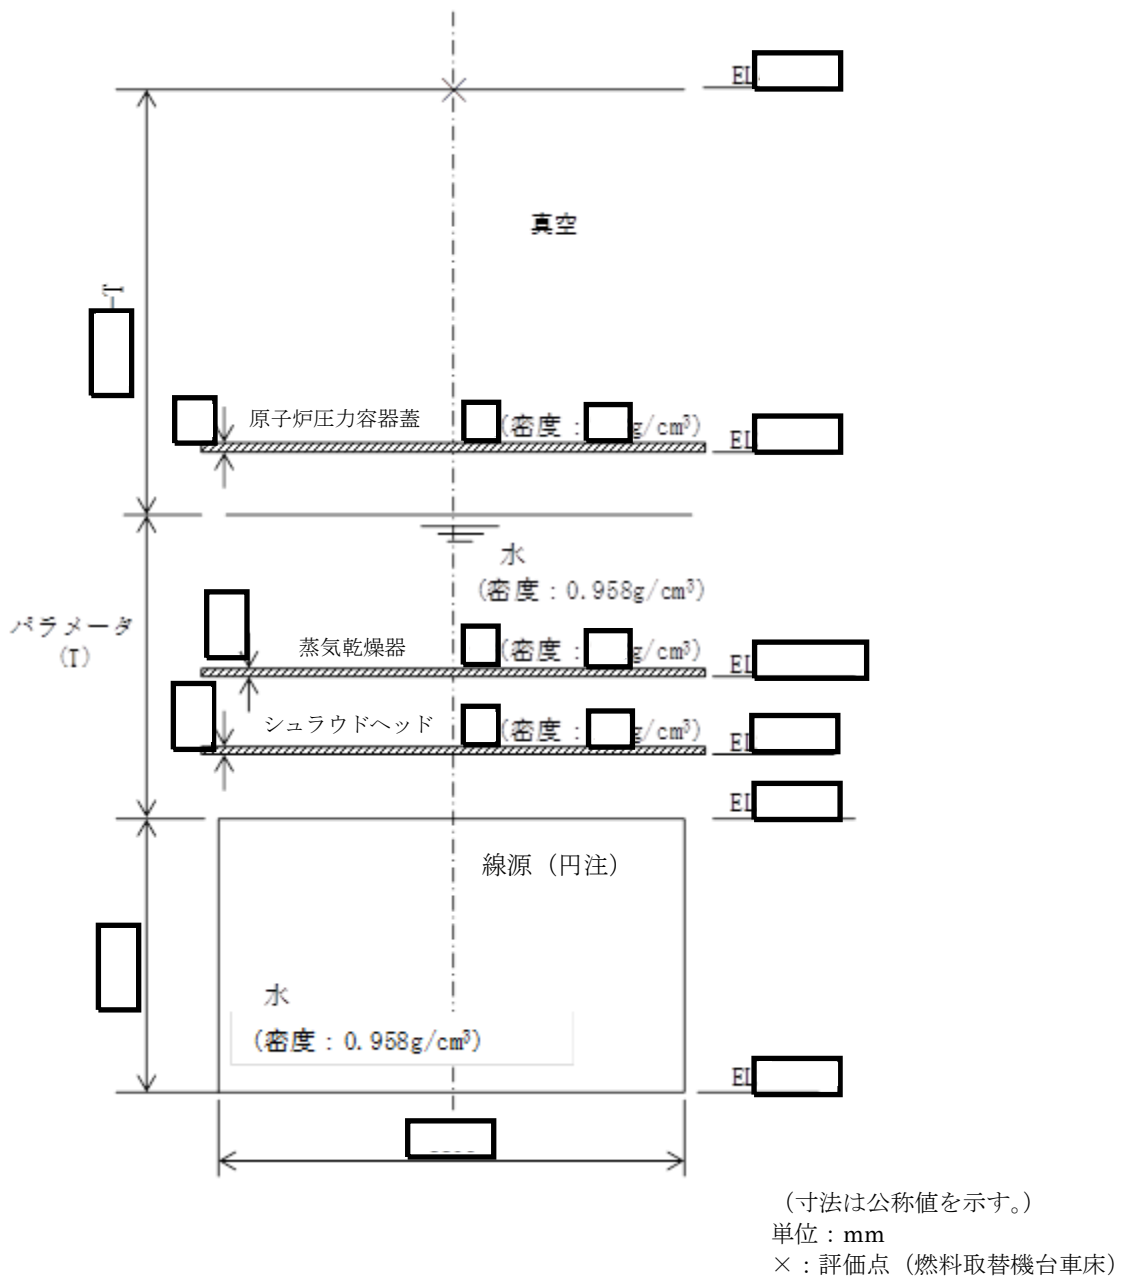 EL
真空
T
原子炉圧力容器蓋
(密度:
g/cm³)
EL
水
(密度:0.958g/cm³)
パラメータ
(T)
蒸気乾燥器
(密度:
g/cm³)
EL
シュラウドヘッド
(密度:
g/cm³)
EL
EL
線源(円注)
水
(密度:0.958g/cm³)
EL
(寸法は公称値を示す。)
単位:mm
×:評価点(燃料取替機台車床)